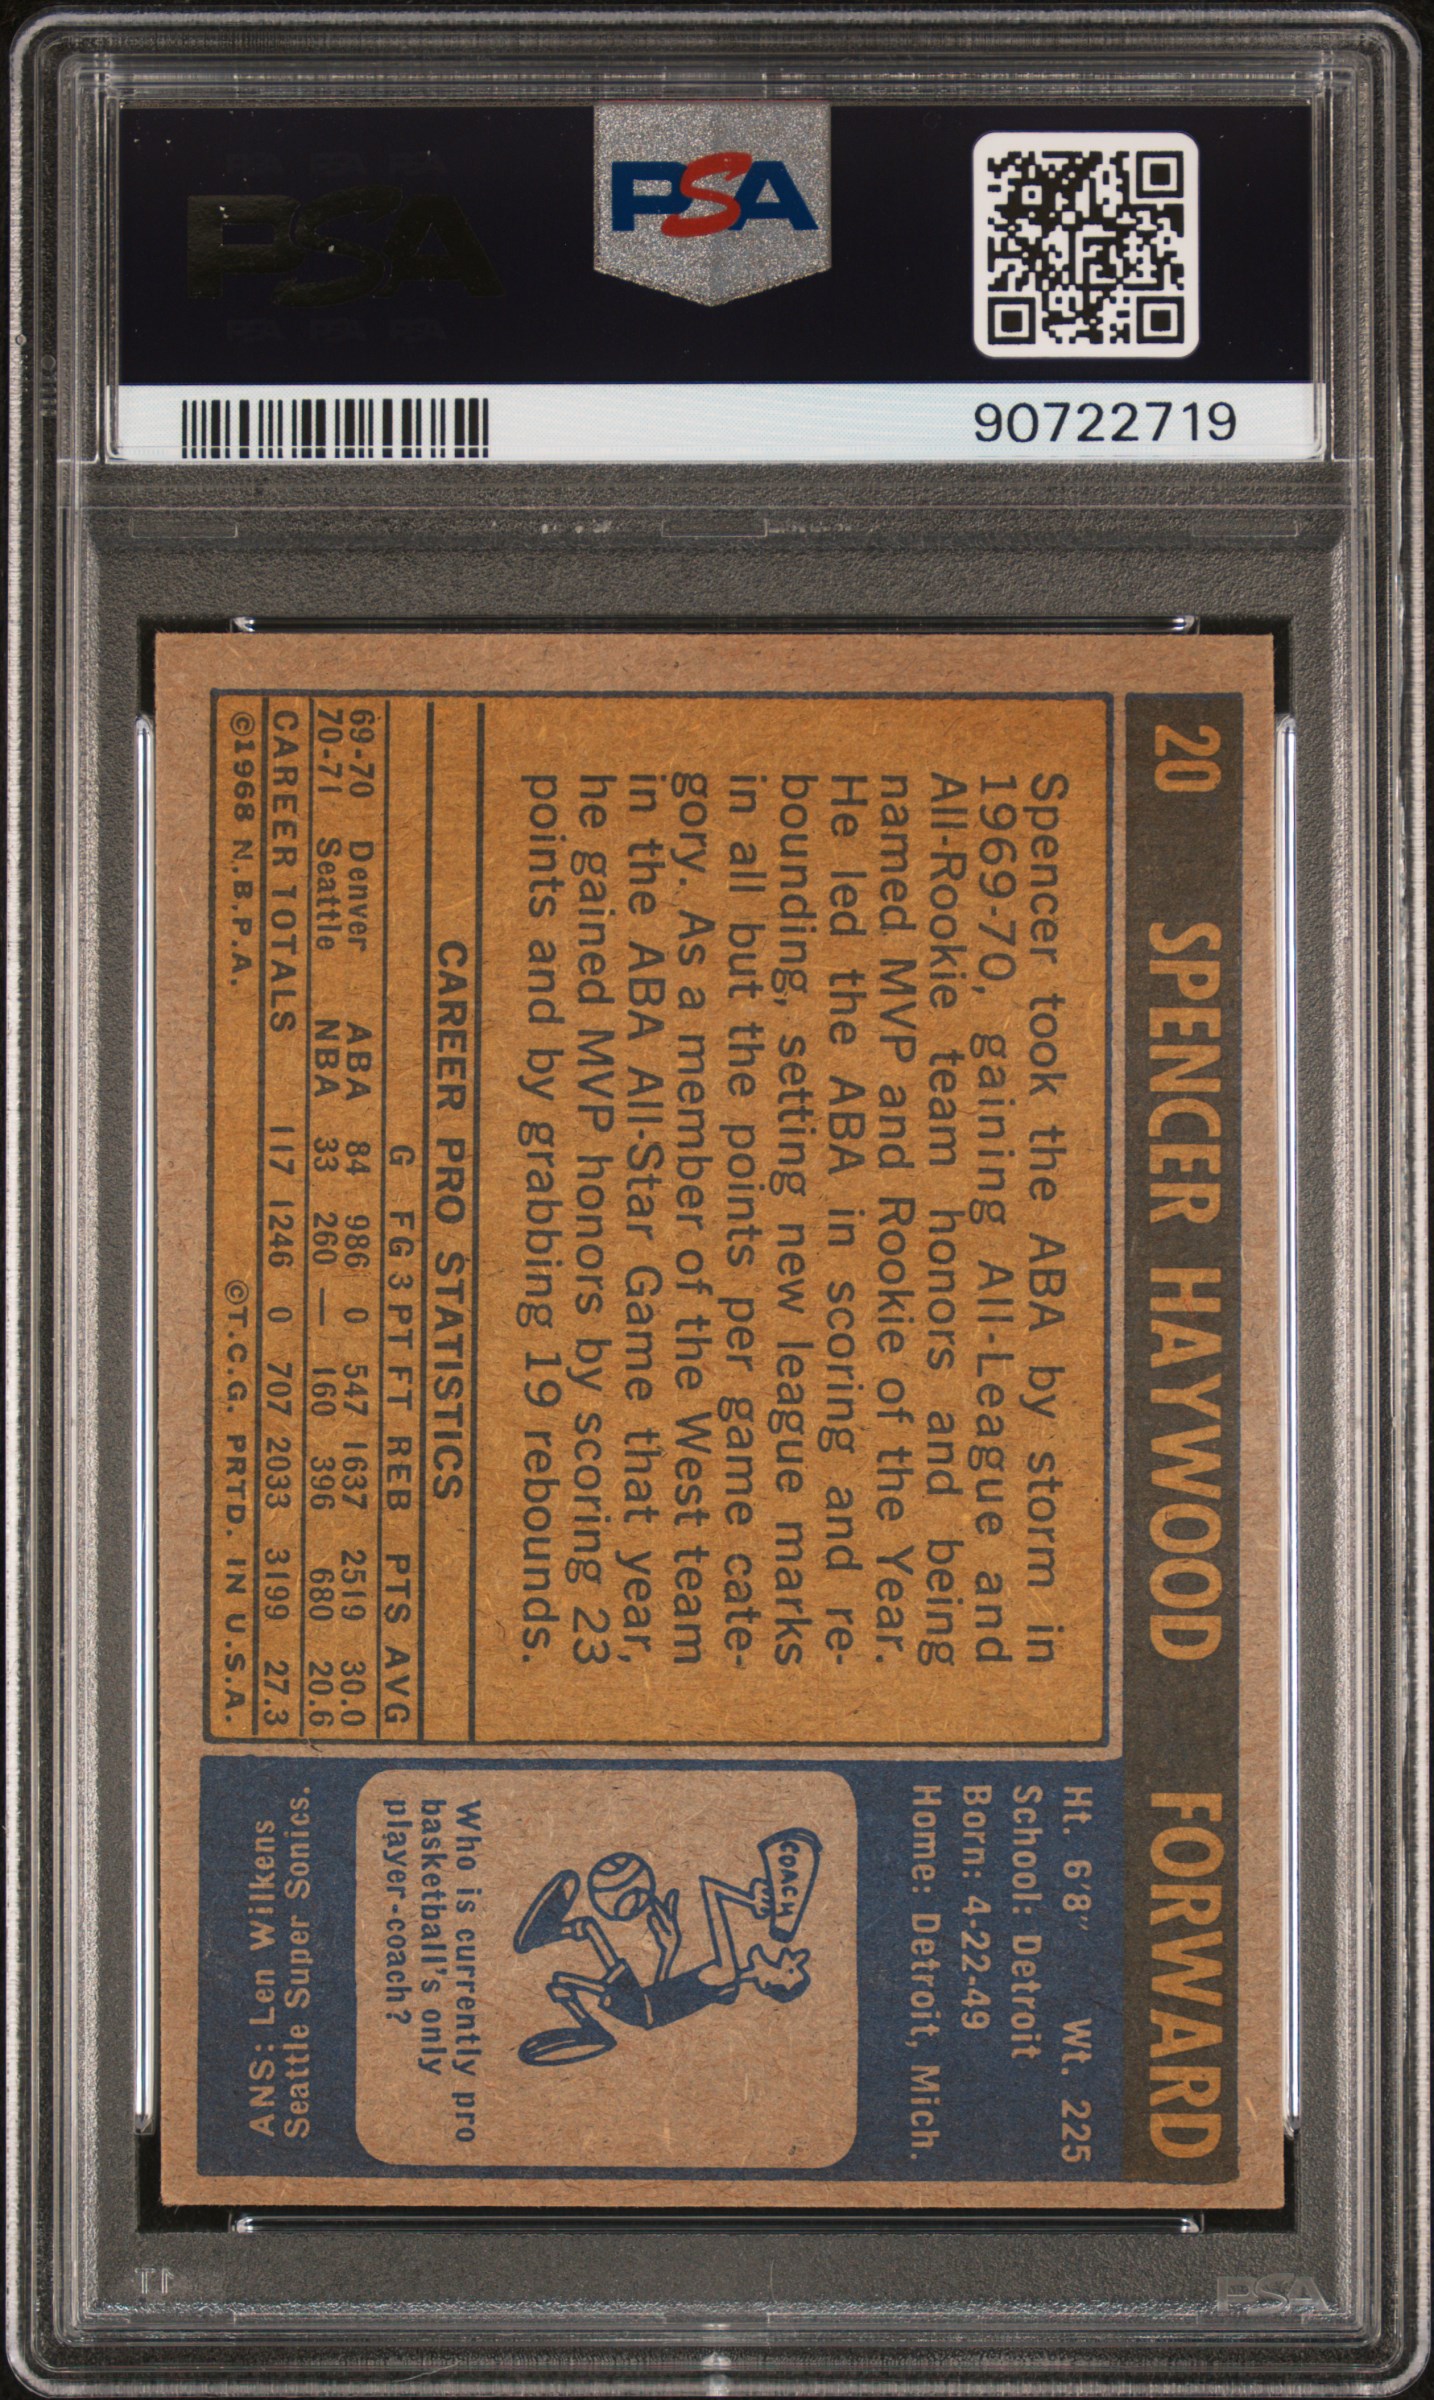 PSA
PSA
90722719
20 SPENCER HAYWOOD FORWARD
Spencer took the ABA by storm in
1969-70, gaining All-League and
All-Rookie team honors and being
named MVP and Rookie of the Year.
He led the ABA in scoring and re-
bounding, setting new league marks
in all but the points per game cate-
gory. As a member of the West team
in the ABA All-Star Game that year,
he gained MVP honors by scoring 23
points and by grabbing 19 rebounds.
CAREER PRO STATISTICS
G FG 3PT FT REB PTS AVG
69-70 Denver ABA 84 986 0 547 1637 2519 30.0
70-71 Seattle NBA 33 260 — 160 396 680 20.6
CAREER TOTALS 117 1246 0 707 2033 3199 27.3
©1968 N.B.P.A. ©T.C.G. PRTD. IN U.S.A.
Ht. 6'8" Wt. 225
School: Detroit
Born: 4-22-49
Home: Detroit, Mich.
COACH
Who is currently pro
basketball's only
player-coach?
ANS: Len Wilkens
Seattle Super Sonics.
PSA